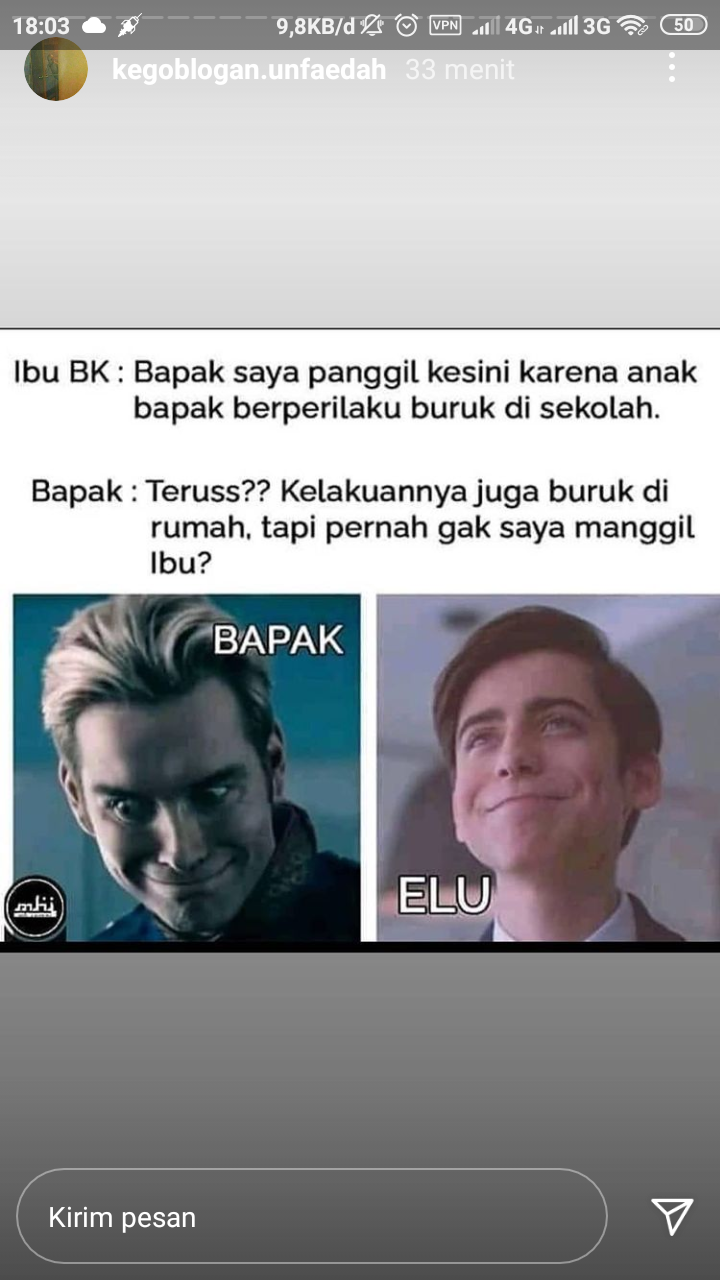 18:03 9,8KB/d VPN 4G 3G 50
kegoblogan.unfaedah 33 menit
Ibu BK : Bapak saya panggil kesini karena anak
bapak berperilaku buruk di sekolah.
Bapak : Teruss?? Kelakuannya juga buruk di
rumah, tapi pernah gak saya manggil
Ibu?
BAPAK
ELU
mhi
Kirim pesan